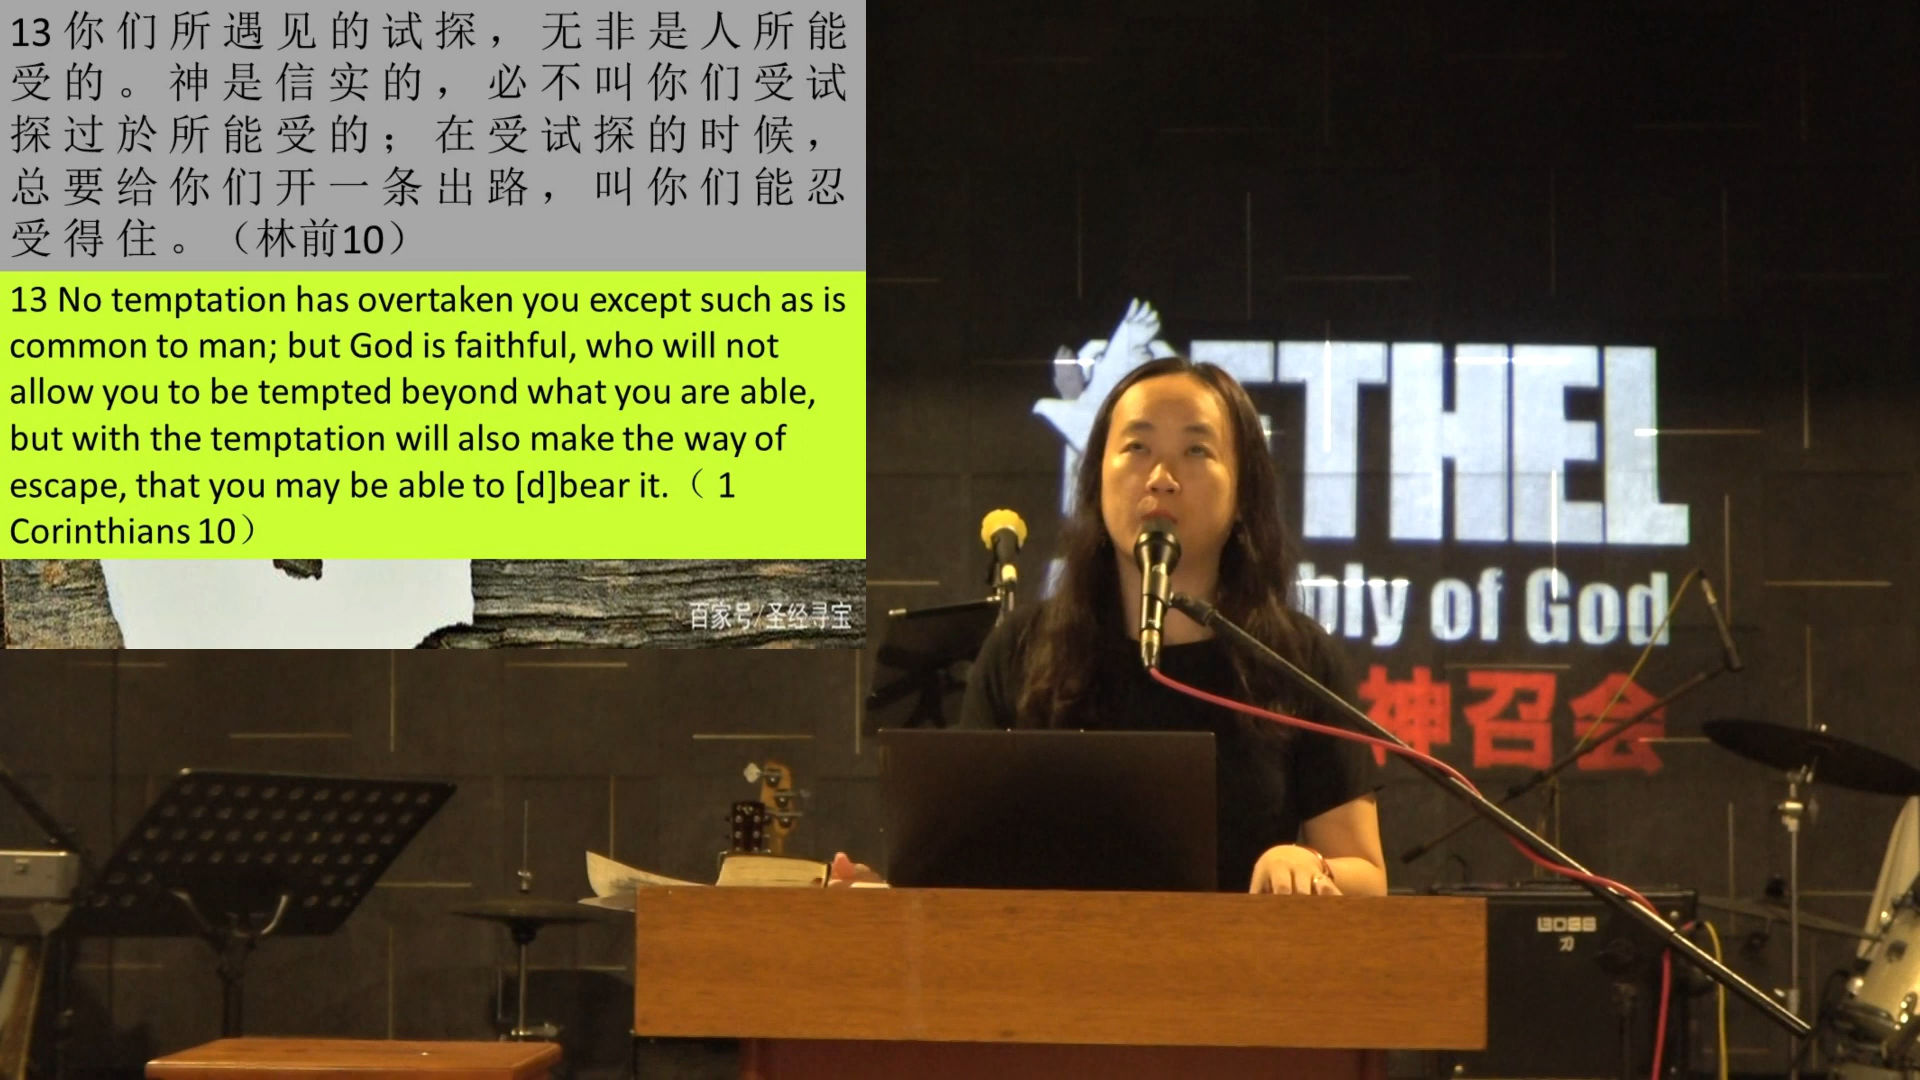 13你们所遇见的试探，无非是人所能
受的。神是信实的，必不叫你们受试
探过於所能受的；在受试探的时候，
总要给你们开一条出路，叫你们能忍
受得住。（林前10）
13 No temptation has overtaken you except such as is
common to man; but God is faithful, who will not
allow you to be tempted beyond what you are able,
but with the temptation will also make the way of
escape, that you may be able to [d]bear it.（ 1
Corinthians 10）
百家号/圣经寻宝
ETHEL
bly of God
神召会
BOSS